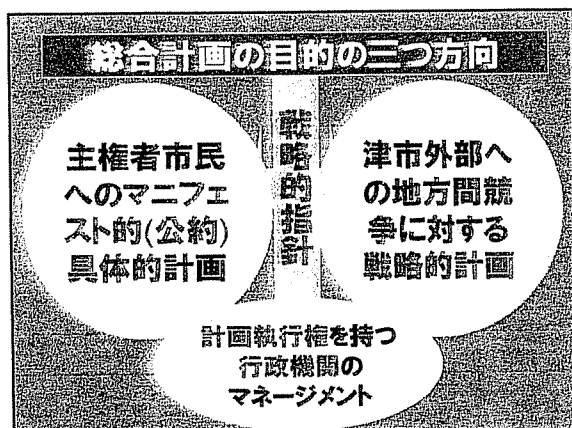 総合計画の目的の三つ方向
主権者市民
へのマニフェ
スト的(公約)
具体的計画
戦略的指針
津市外部へ
の地方間競
争に対する
戦略的計画
計画執行権を持つ
行政機関の
マネージメント